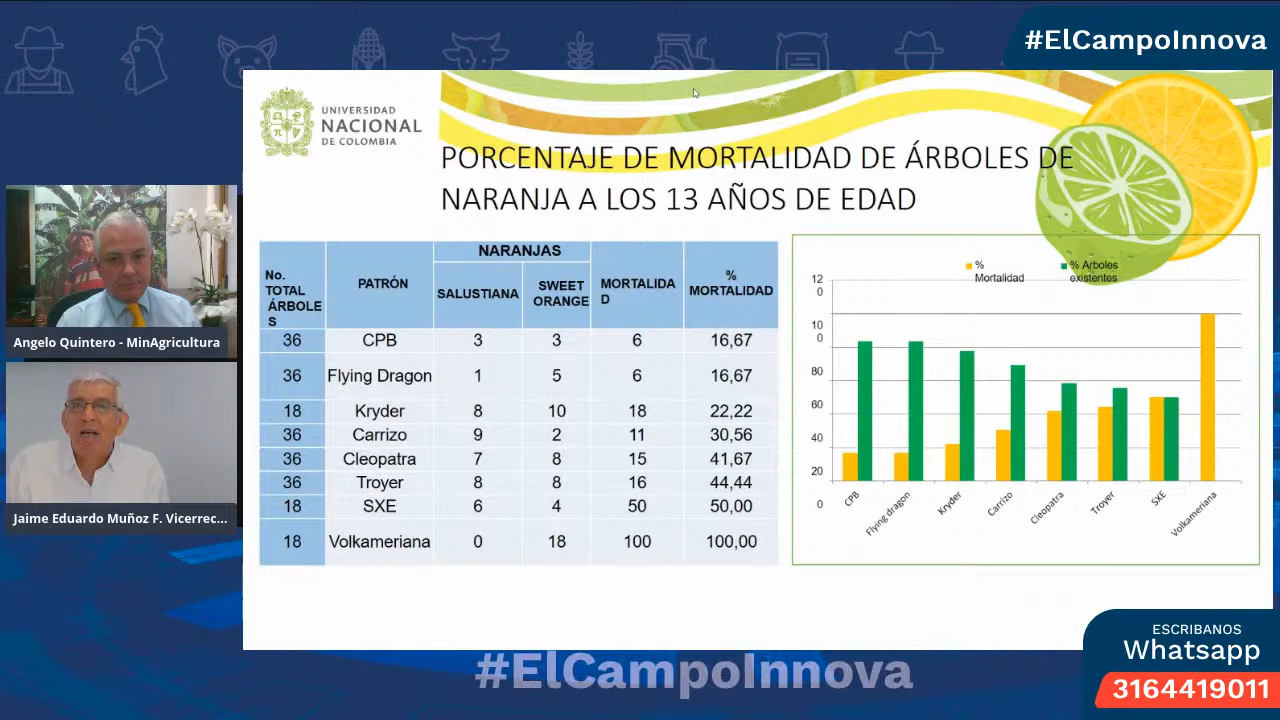 #ElCampoInnova
UNIVERSIDAD
NACIONAL
DE COLOMBIA
PORCENTAJE DE MORTALIDAD DE ÁRBOLES DE
NARANJA A LOS 13 AÑOS DE EDAD
No. TOTAL ÁRBOLES PATRÓN NARANJAS MORTALIDAD % MORTALIDAD
SALUSTIANA SWEET ORANGE
36 CPB 3 3 6 16,67
36 Flying Dragon 1 5 6 16,67
18 Kryder 8 10 18 22,22
36 Carrizo 9 2 11 30,56
36 Cleopatra 7 8 15 41,67
36 Troyer 8 8 16 44,44
18 SXE 6 4 50 50,00
18 Volkameriana 0 18 100 100,00
% Mortalidad
% Arboles existentes
120
100
80
60
40
20
0
CPB
Flying dragon
Kryder
Carrizo
Cleopatra
Troyer
SXE
Volkameriana
Angelo Quintero - MinAgricultura
Jaime Eduardo Muñoz F. Vicerrec...
#ElCampoInnova
ESCRIBANOS
Whatsapp
3164419011